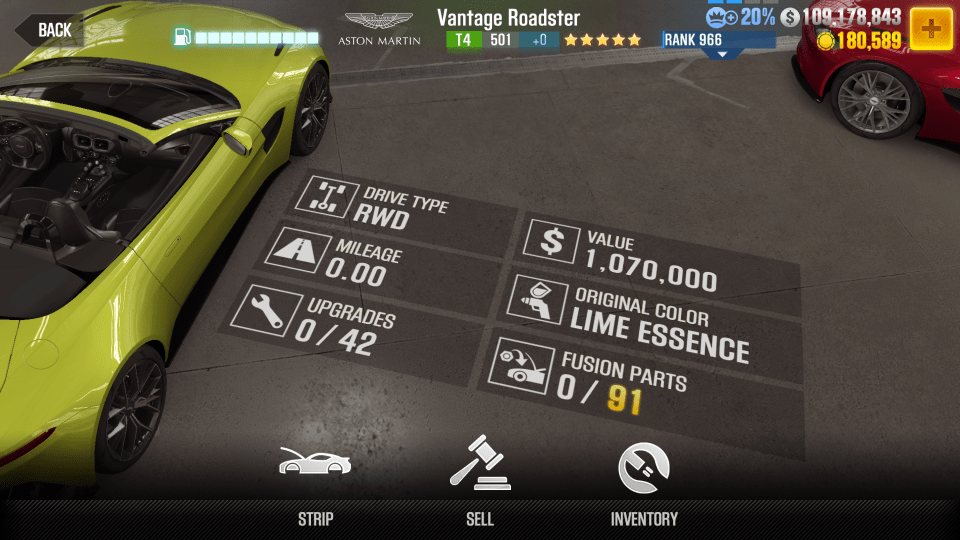 BACK
ASTON MARTIN
Vantage Roadster
T4 501 +0
20%
109,178,843
RANK 966
180,589
DRIVE TYPE
RWD
MILEAGE
0.00
UPGRADES
0/42
VALUE
1,070,000
ORIGINAL COLOR
LIME ESSENCE
FUSION PARTS
0/91
STRIP
SELL
INVENTORY